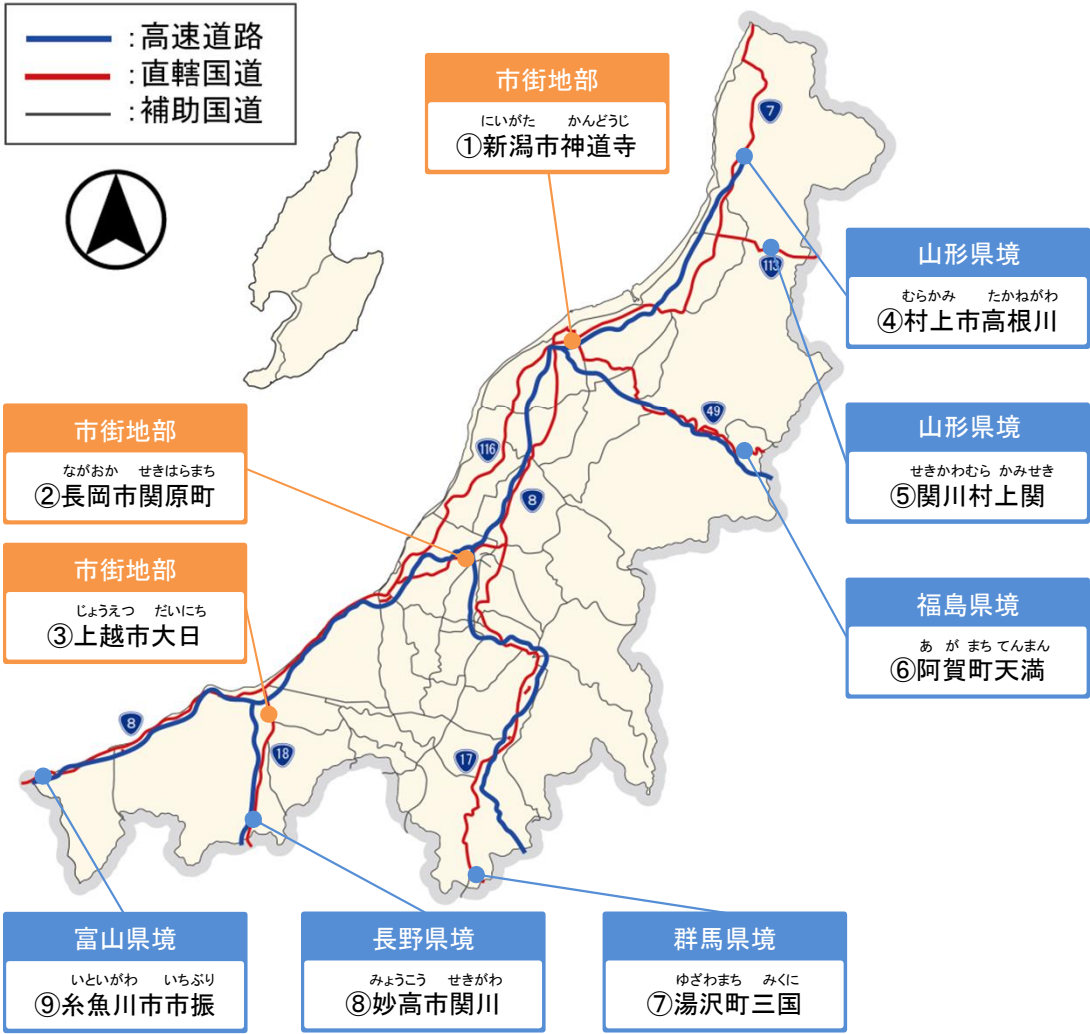 ：高速道路
：直轄国道
：補助国道
市街地部
にいがた かんどうじ
①新潟市神道寺
7
山形県境
むらかみ たかねがわ
④村上市高根川
113
市街地部
ながおか せきはらまち
②長岡市関原町
116
49
8
山形県境
せきかわむら かみせき
⑤関川村上関
市街地部
じょうえつ だいにち
③上越市大日
福島県境
あ が まち てんまん
⑥阿賀町天満
8
18
17
富山県境
いといがわ いちぶり
⑨糸魚川市市振
長野県境
みょうこう せきがわ
⑧妙高市関川
群馬県境
ゆざわまち みくに
⑦湯沢町三国